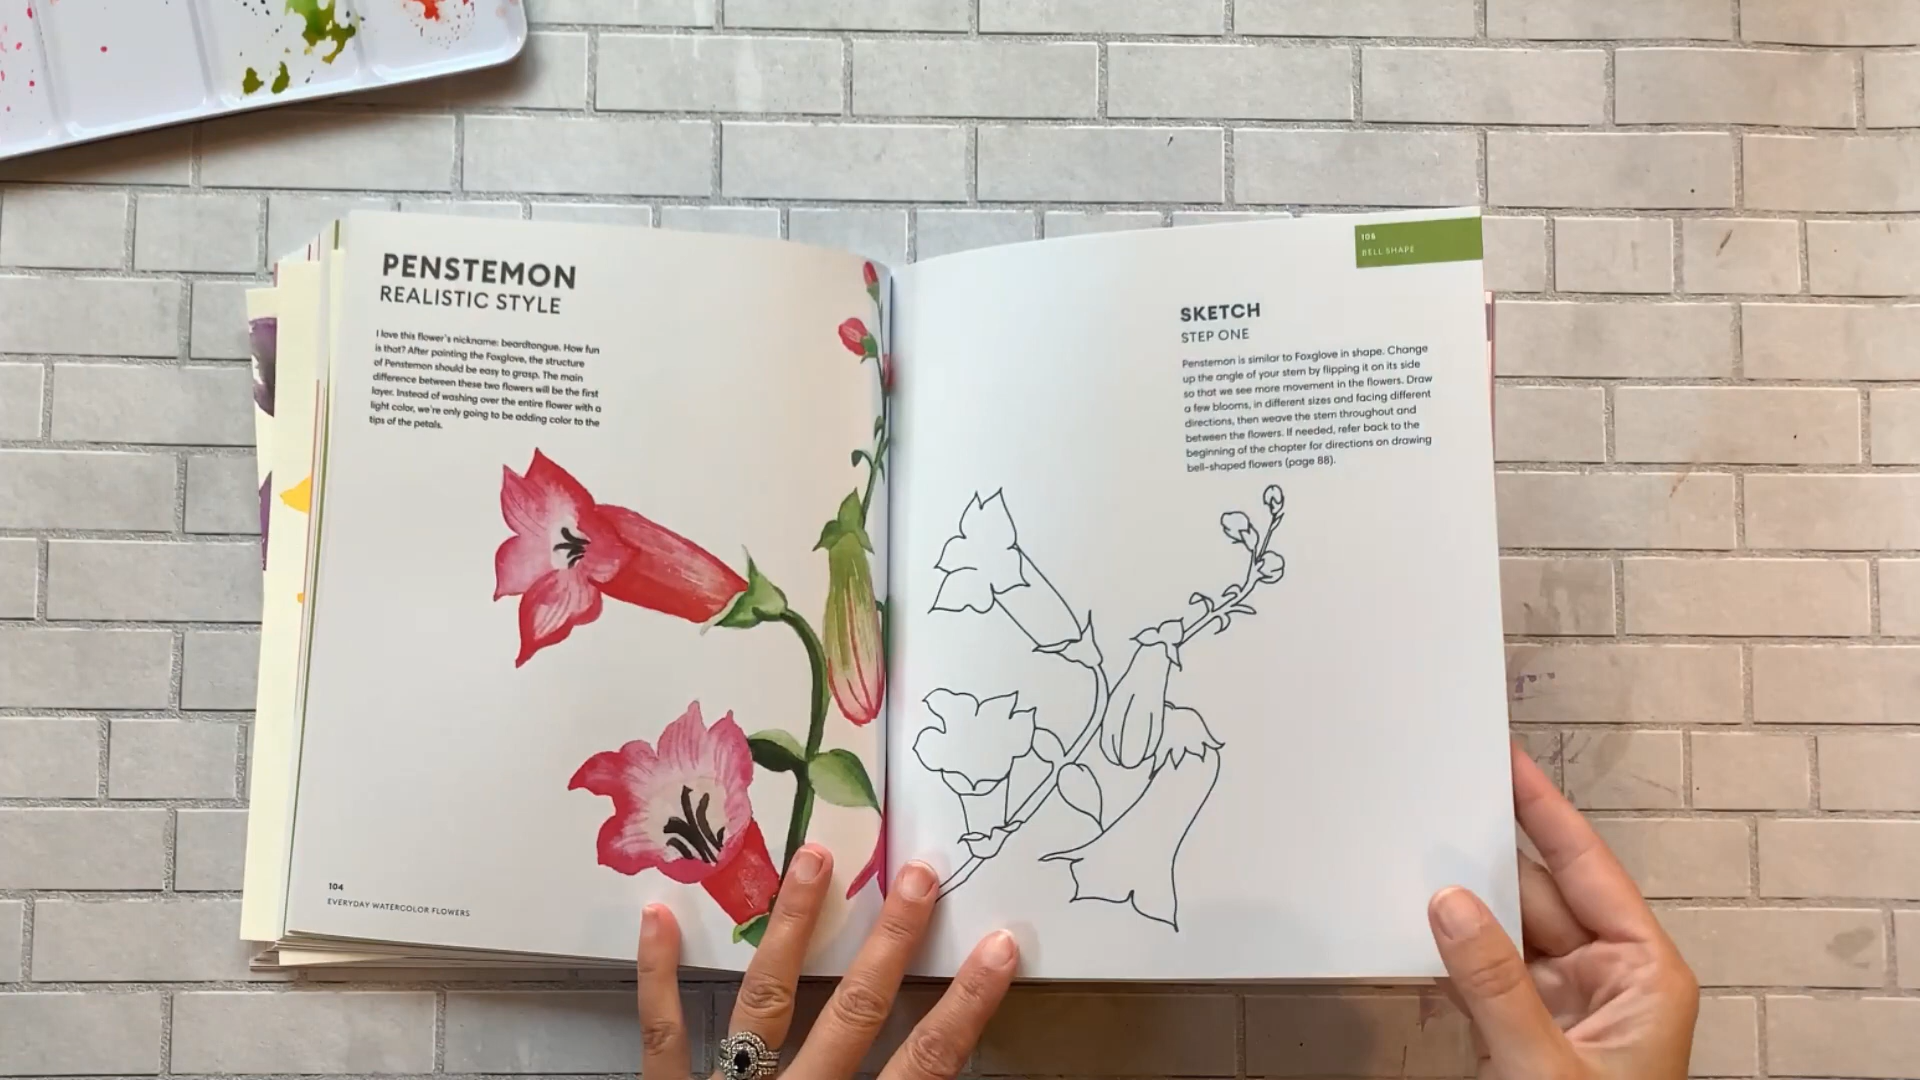 PENSTEMON
REALISTIC STYLE
I love this flower's nickname: beardtongue. How fun
is that? After painting the Foxglove, the structure
of Penstemon should be easy to grasp. The main
difference between these two flowers will be the first
layer. Instead of washing over the entire flower with a
light color, we're only going to be adding color to the
tips of the petals.
104
EVERYDAY WATERCOLOR FLOWERS
105
BELL SHAPE
SKETCH
STEP ONE
Penstemon is similar to Foxglove in shape. Change
up the angle of your stem by flipping it on its side
so that we see more movement in the flowers. Draw
a few blooms, in different sizes and facing different
directions, then weave the stem throughout and
between the flowers. If needed, refer back to the
beginning of the chapter for directions on drawing
bell-shaped flowers (page 88).